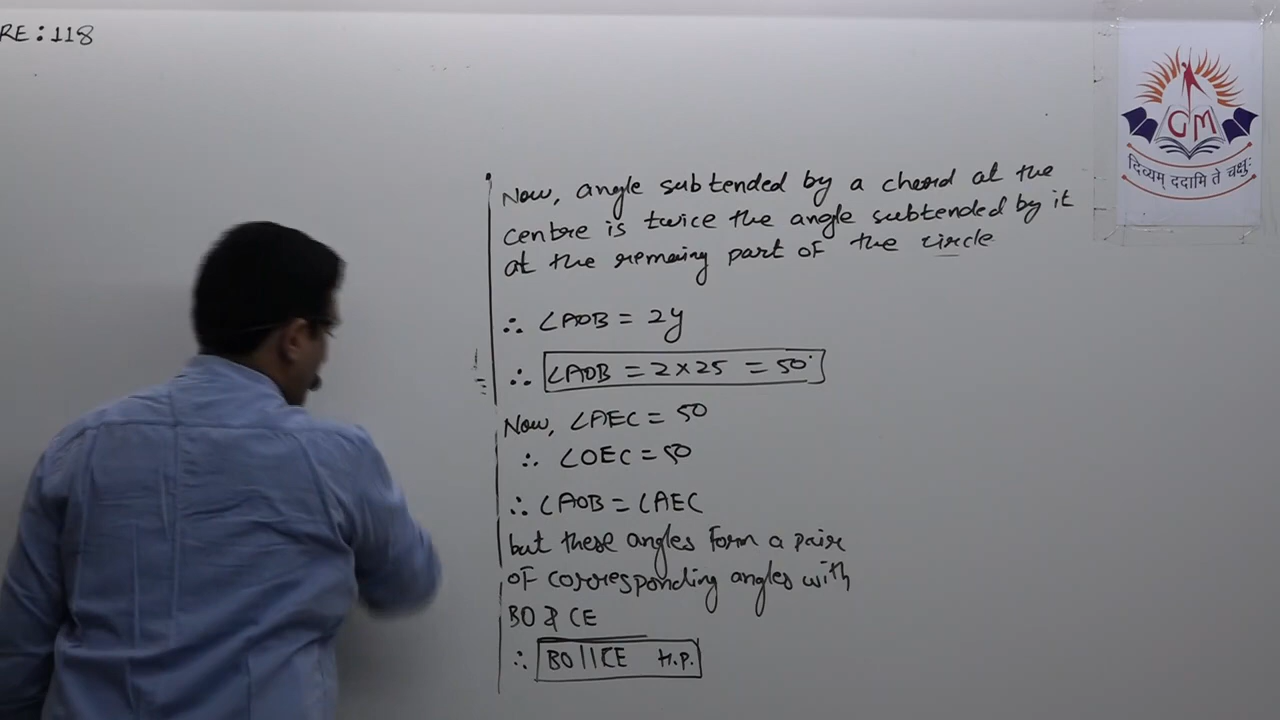 RE:118
GM
दिव्यम् ददामि ते चक्षुः
Now, angle subtended by a chord at the
centre is twice the angle subtended by it
at the remaing part of the circle
∴ ∠AOB = 2y
∴ ∠AOB = 2×25 = 50°
Now, ∠AEC = 50
∴ ∠OEC = 50
∴ ∠AOB = ∠AEC
but these angles form a pair
of corresponding angles with
BO & CE
∴ BO||CE H.P.